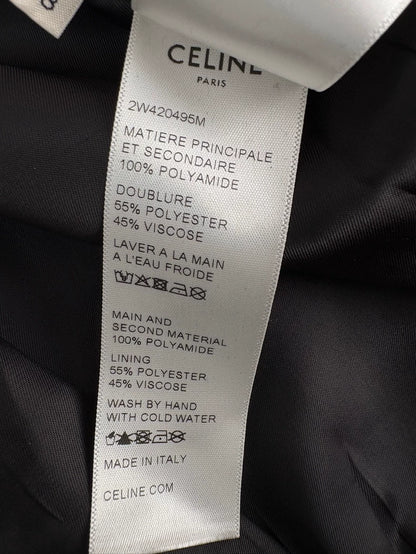 CELINE
PARIS
2W420495M
MATIERE PRINCIPALE
ET SECONDAIRE
100% POLYAMIDE
DOUBLURE
55% POLYESTER
45% VISCOSE
LAVER A LA MAIN
A L'EAU FROIDE
MAIN AND
SECOND MATERIAL
100% POLYAMIDE
LINING
55% POLYESTER
45% VISCOSE
WASH BY HAND
WITH COLD WATER
MADE IN ITALY
CELINE.COM